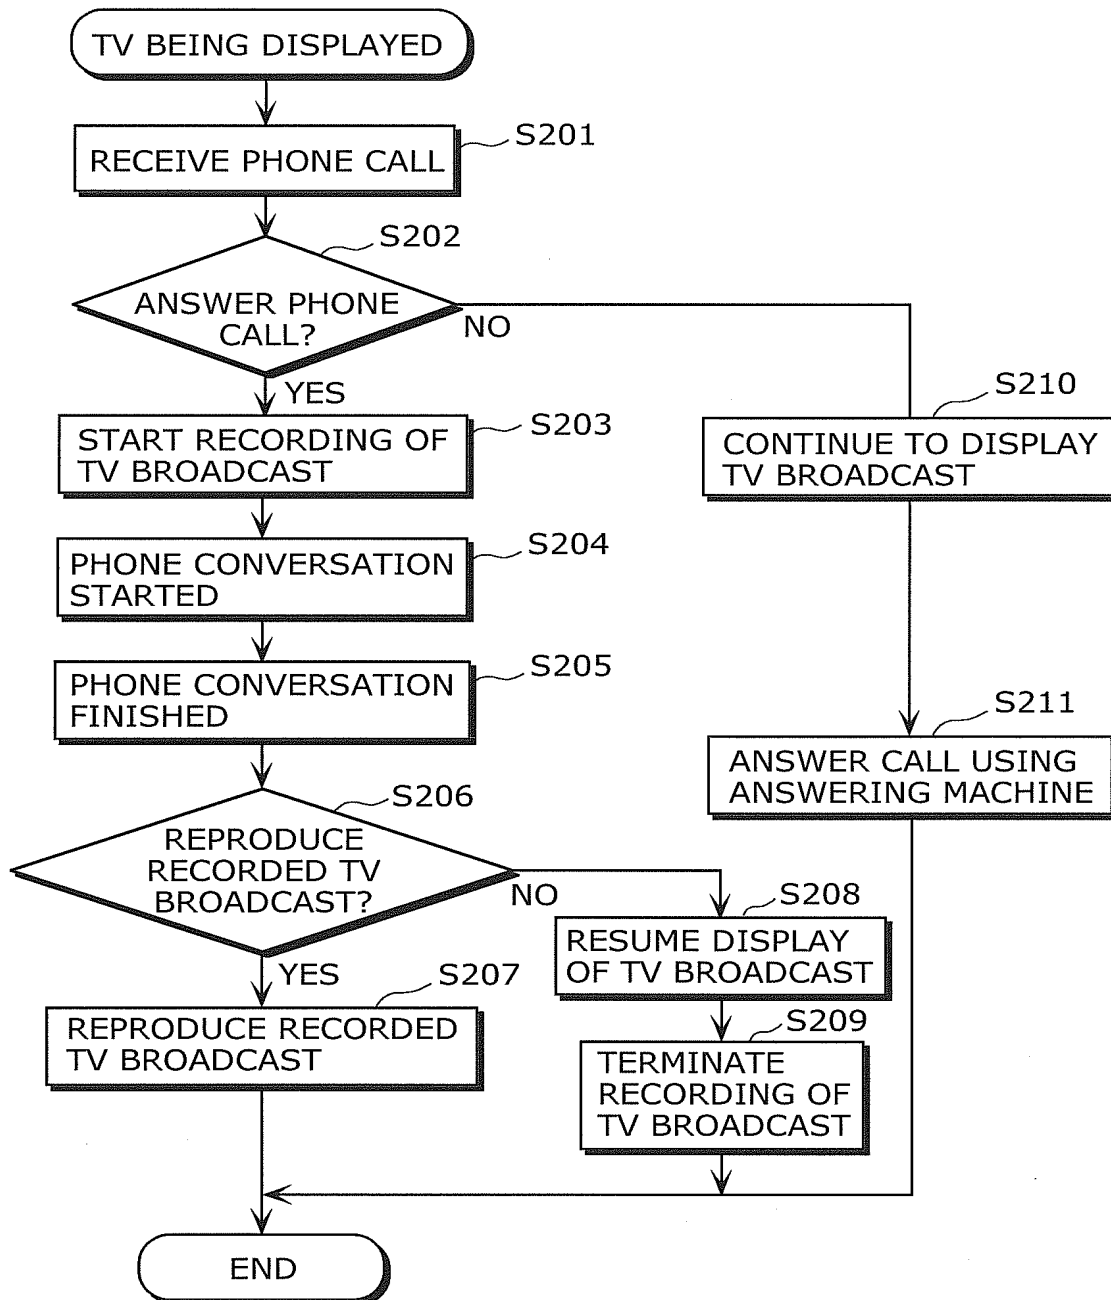 TV BEING DISPLAYED
S201
RECEIVE PHONE CALL
S202
ANSWER PHONE
CALL?
NO
YES
S203
START RECORDING OF
TV BROADCAST
S210
CONTINUE TO DISPLAY
TV BROADCAST
S204
PHONE CONVERSATION
STARTED
S205
PHONE CONVERSATION
FINISHED
S211
ANSWER CALL USING
ANSWERING MACHINE
S206
REPRODUCE
RECORDED TV
BROADCAST?
NO
YES
S208
RESUME DISPLAY
OF TV BROADCAST
S207
REPRODUCE RECORDED
TV BROADCAST
S209
TERMINATE
RECORDING OF
TV BROADCAST
END